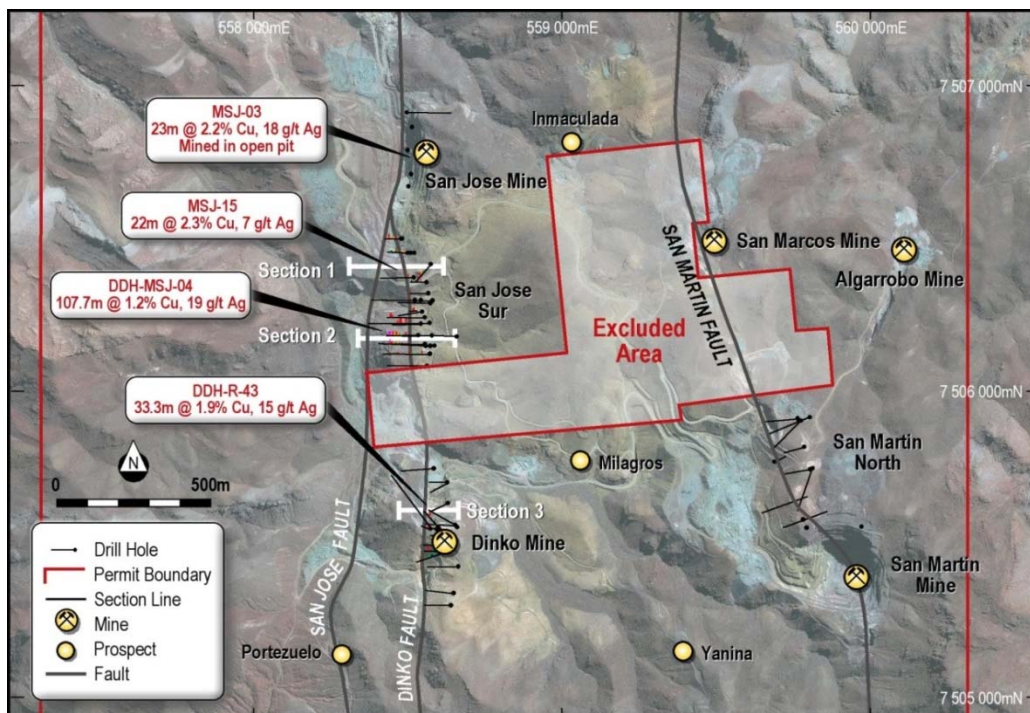 558 000mE
559 000mE
560 000mE
7 507 000mN
MSJ-03
23m @ 2.2% Cu, 18 g/t Ag
Mined in open pit
Inmaculada
San Jose Mine
MSJ-15
22m @ 2.3% Cu, 7 g/t Ag
SAN MARTIN FAULT
San Marcos Mine
Algarrobo Mine
Section 1
San Jose
Sur
DDH-MSJ-04
107.7m @ 1.2% Cu, 19 g/t Ag
Section 2
Excluded
Area
DDH-R-43
33.3m @ 1.9% Cu, 15 g/t Ag
7 506 000mN
San Martin
North
Milagros
N
0
500m
Section 3
Dinko Mine
San Martin
Mine
SAN JOSE FAULT
DINKO FAULT
Portezuelo
Yanina
7 505 000mN
Drill Hole
Permit Boundary
Section Line
Mine
Prospect
Fault